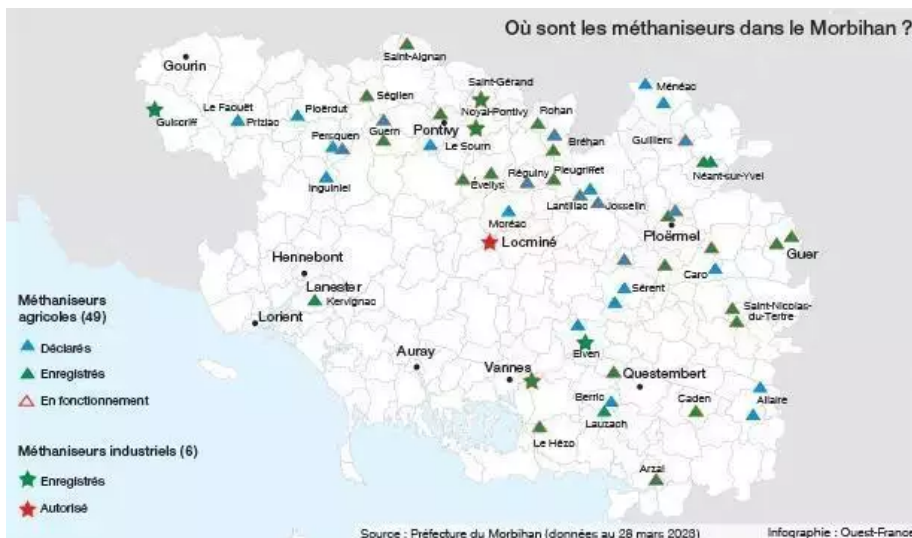 Où sont les méthaniseurs dans le Morbihan ?
Saint-Aignan
Gourin
Saint-Gérand
Ménéac
Séglien
Le Faouët
Ploërdut
Noyal-Pontivy
Rohan
Guiscriff
Priziac
Guern
Pontivy
Bréhan
Guilliers
Persquen
Le Sourn
Néant-sur-Yvel
Inguiniel
Évellys
Réguiny
Pleugriffet
Lantillac
Josselin
Moréac
Ploërmel
Locminé
Guer
Hennebont
Caro
Lanester
Sérent
Kervignac
Saint-Nicolas-
du-Tertre
Lorient
Elven
Auray
Vannes
Questembert
Berric
Caden
Allaire
Lauzach
Le Hézo
Arzal
Méthaniseurs
agricoles (49)
Déclarés
Enregistrés
En fonctionnement
Méthaniseurs industriels (6)
Enregistrés
Autorisé
Source : Préfecture du Morbihan (données au 28 mars 2023)
Infographie : Ouest-France